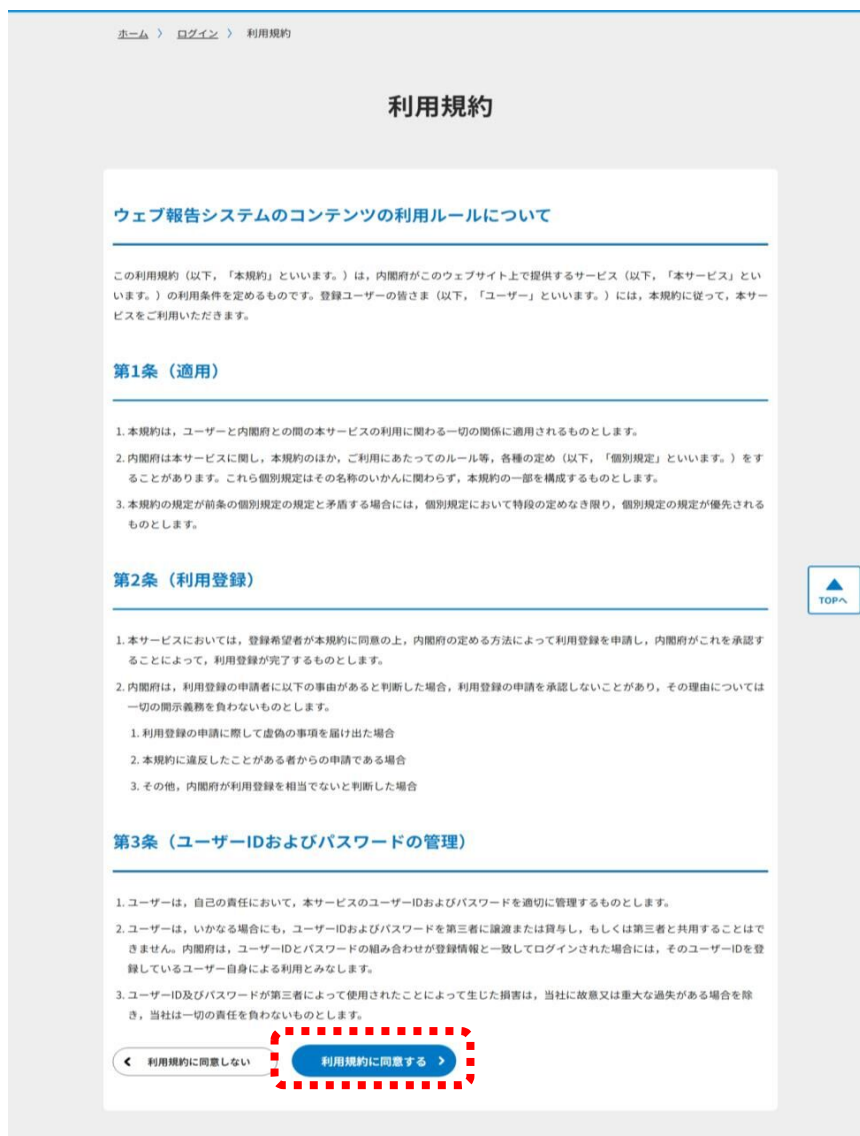 ホーム 〉 ログイン 〉 利用規約
利用規約
ウェブ報告システムのコンテンツの利用ルールについて
この利用規約（以下，「本規約」といいます。）は，内閣府がこのウェブサイト上で提供するサービス（以下，「本サービス」とい
います。）の利用条件を定めるものです。登録ユーザーの皆さま（以下，「ユーザー」といいます。）には，本規約に従って，本サー
ビスをご利用いただきます。
第1条（適用）
1. 本規約は，ユーザーと内閣府との間の本サービスの利用に関わる一切の関係に適用されるものとします。
2. 内閣府は本サービスに関し，本規約のほか，ご利用にあたってのルール等，各種の定め（以下，「個別規定」といいます。）をす
ることがあります。これら個別規定はその名称のいかんに関わらず，本規約の一部を構成するものとします。
3. 本規約の規定が前条の個別規定の規定と矛盾する場合には，個別規定において特段の定めなき限り，個別規定の規定が優先される
ものとします。
第2条（利用登録）
TOPへ
1. 本サービスにおいては，登録希望者が本規約に同意の上，内閣府の定める方法によって利用登録を申請し，内閣府がこれを承認す
ることによって，利用登録が完了するものとします。
2. 内閣府は，利用登録の申請者に以下の事由があると判断した場合，利用登録の申請を承認しないことがあり，その理由については
一切の開示義務を負わないものとします。
1. 利用登録の申請に際して虚偽の事項を届け出た場合
2. 本規約に違反したことがある者からの申請である場合
3. その他，内閣府が利用登録を相当でないと判断した場合
第3条（ユーザーIDおよびパスワードの管理）
1. ユーザーは，自己の責任において，本サービスのユーザーIDおよびパスワードを適切に管理するものとします。
2. ユーザーは，いかなる場合にも，ユーザーIDおよびパスワードを第三者に譲渡または貸与し，もしくは第三者と共用することはで
きません。内閣府は，ユーザーIDとパスワードの組み合わせが登録情報と一致してログインされた場合には，そのユーザーIDを登
録しているユーザー自身による利用とみなします。
3. ユーザーID及びパスワードが第三者によって使用されたことによって生じた損害は，当社に故意又は重大な過失がある場合を除
き，当社は一切の責任を負わないものとします。
利用規約に同意しない 利用規約に同意する